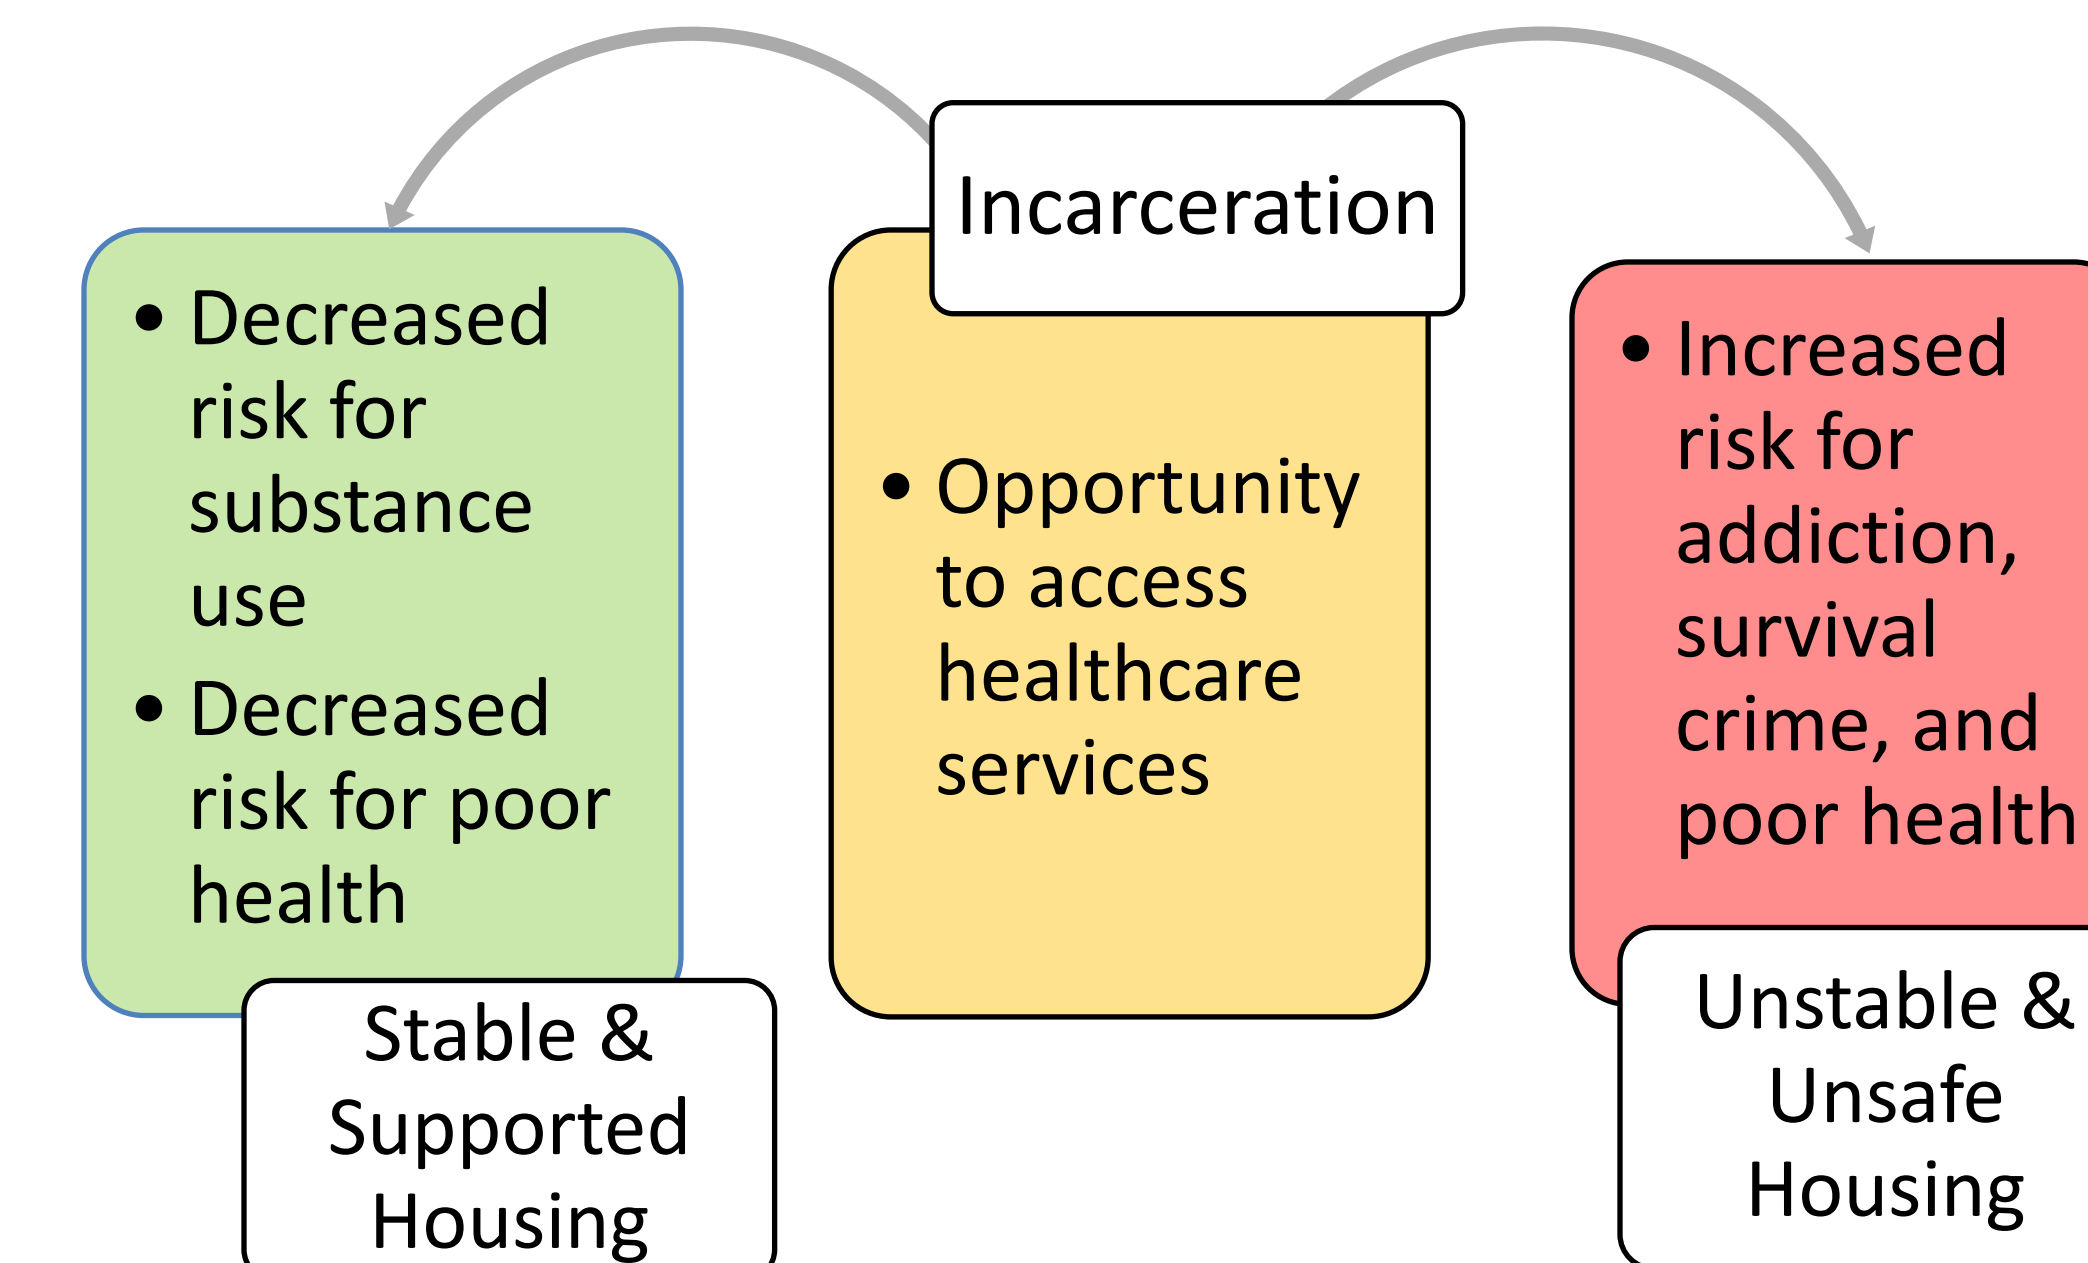 • Decreased
risk for
substance
use
• Decreased
risk for poor
health
Stable &
Supported
Housing
Incarceration
• Opportunity
to access
healthcare
services
• Increased
risk for
addiction,
survival
crime, and
poor health
Unstable &
Unsafe
Housing